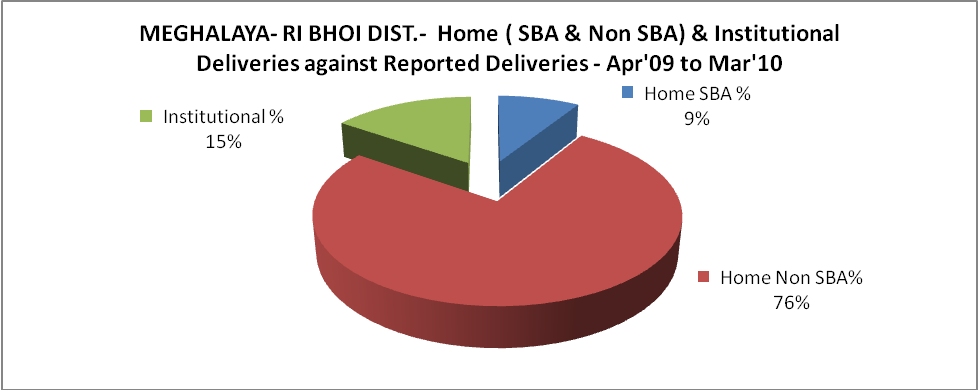 MEGHALAYA- RI BHOI DIST.- Home ( SBA & Non SBA) & Institutional
Deliveries against Reported Deliveries - Apr'09 to Mar'10
Home SBA %
9%
Institutional %
15%
Home Non SBA%
76%